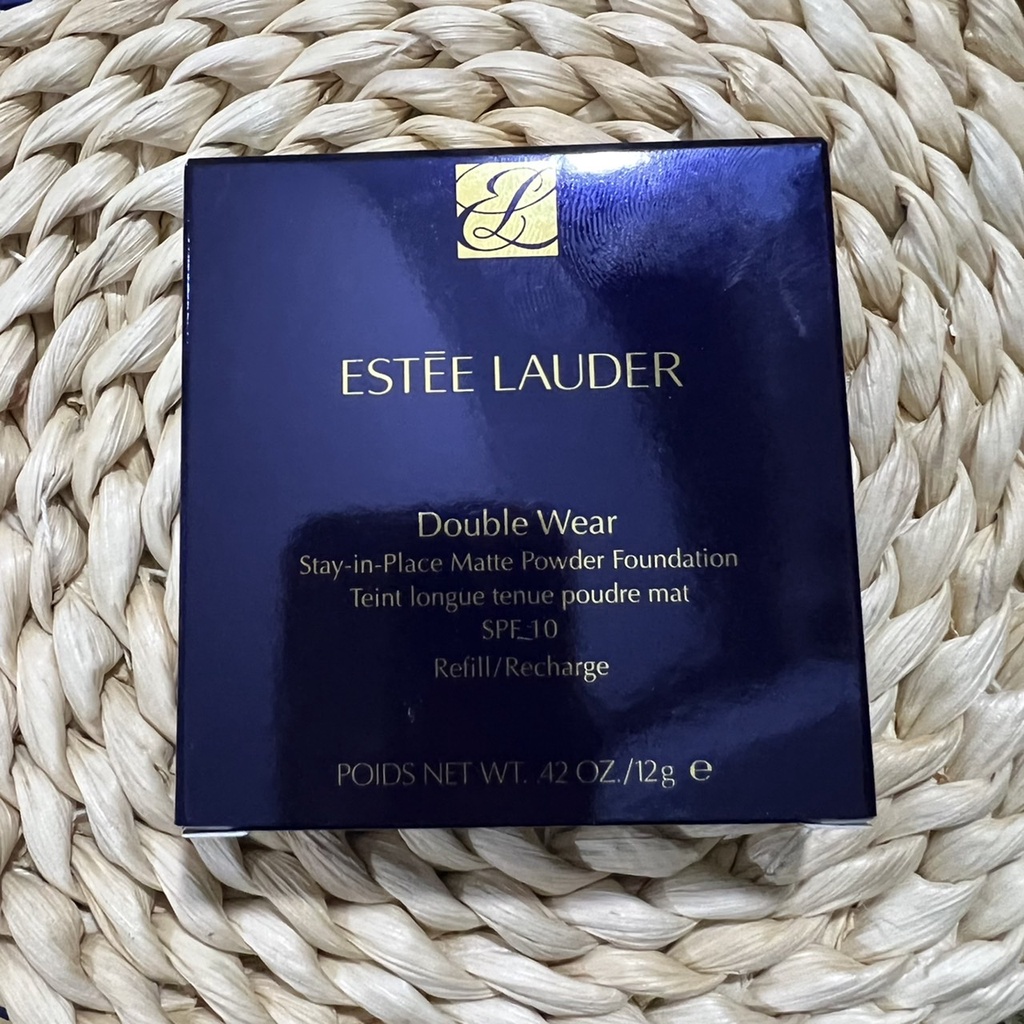 EL
ESTĒE LAUDER
Double Wear
Stay-in-Place Matte Powder Foundation
Teint longue tenue poudre mat
SPF 10
Refill/Recharge
POIDS NET WT. .42 OZ./12g ℮